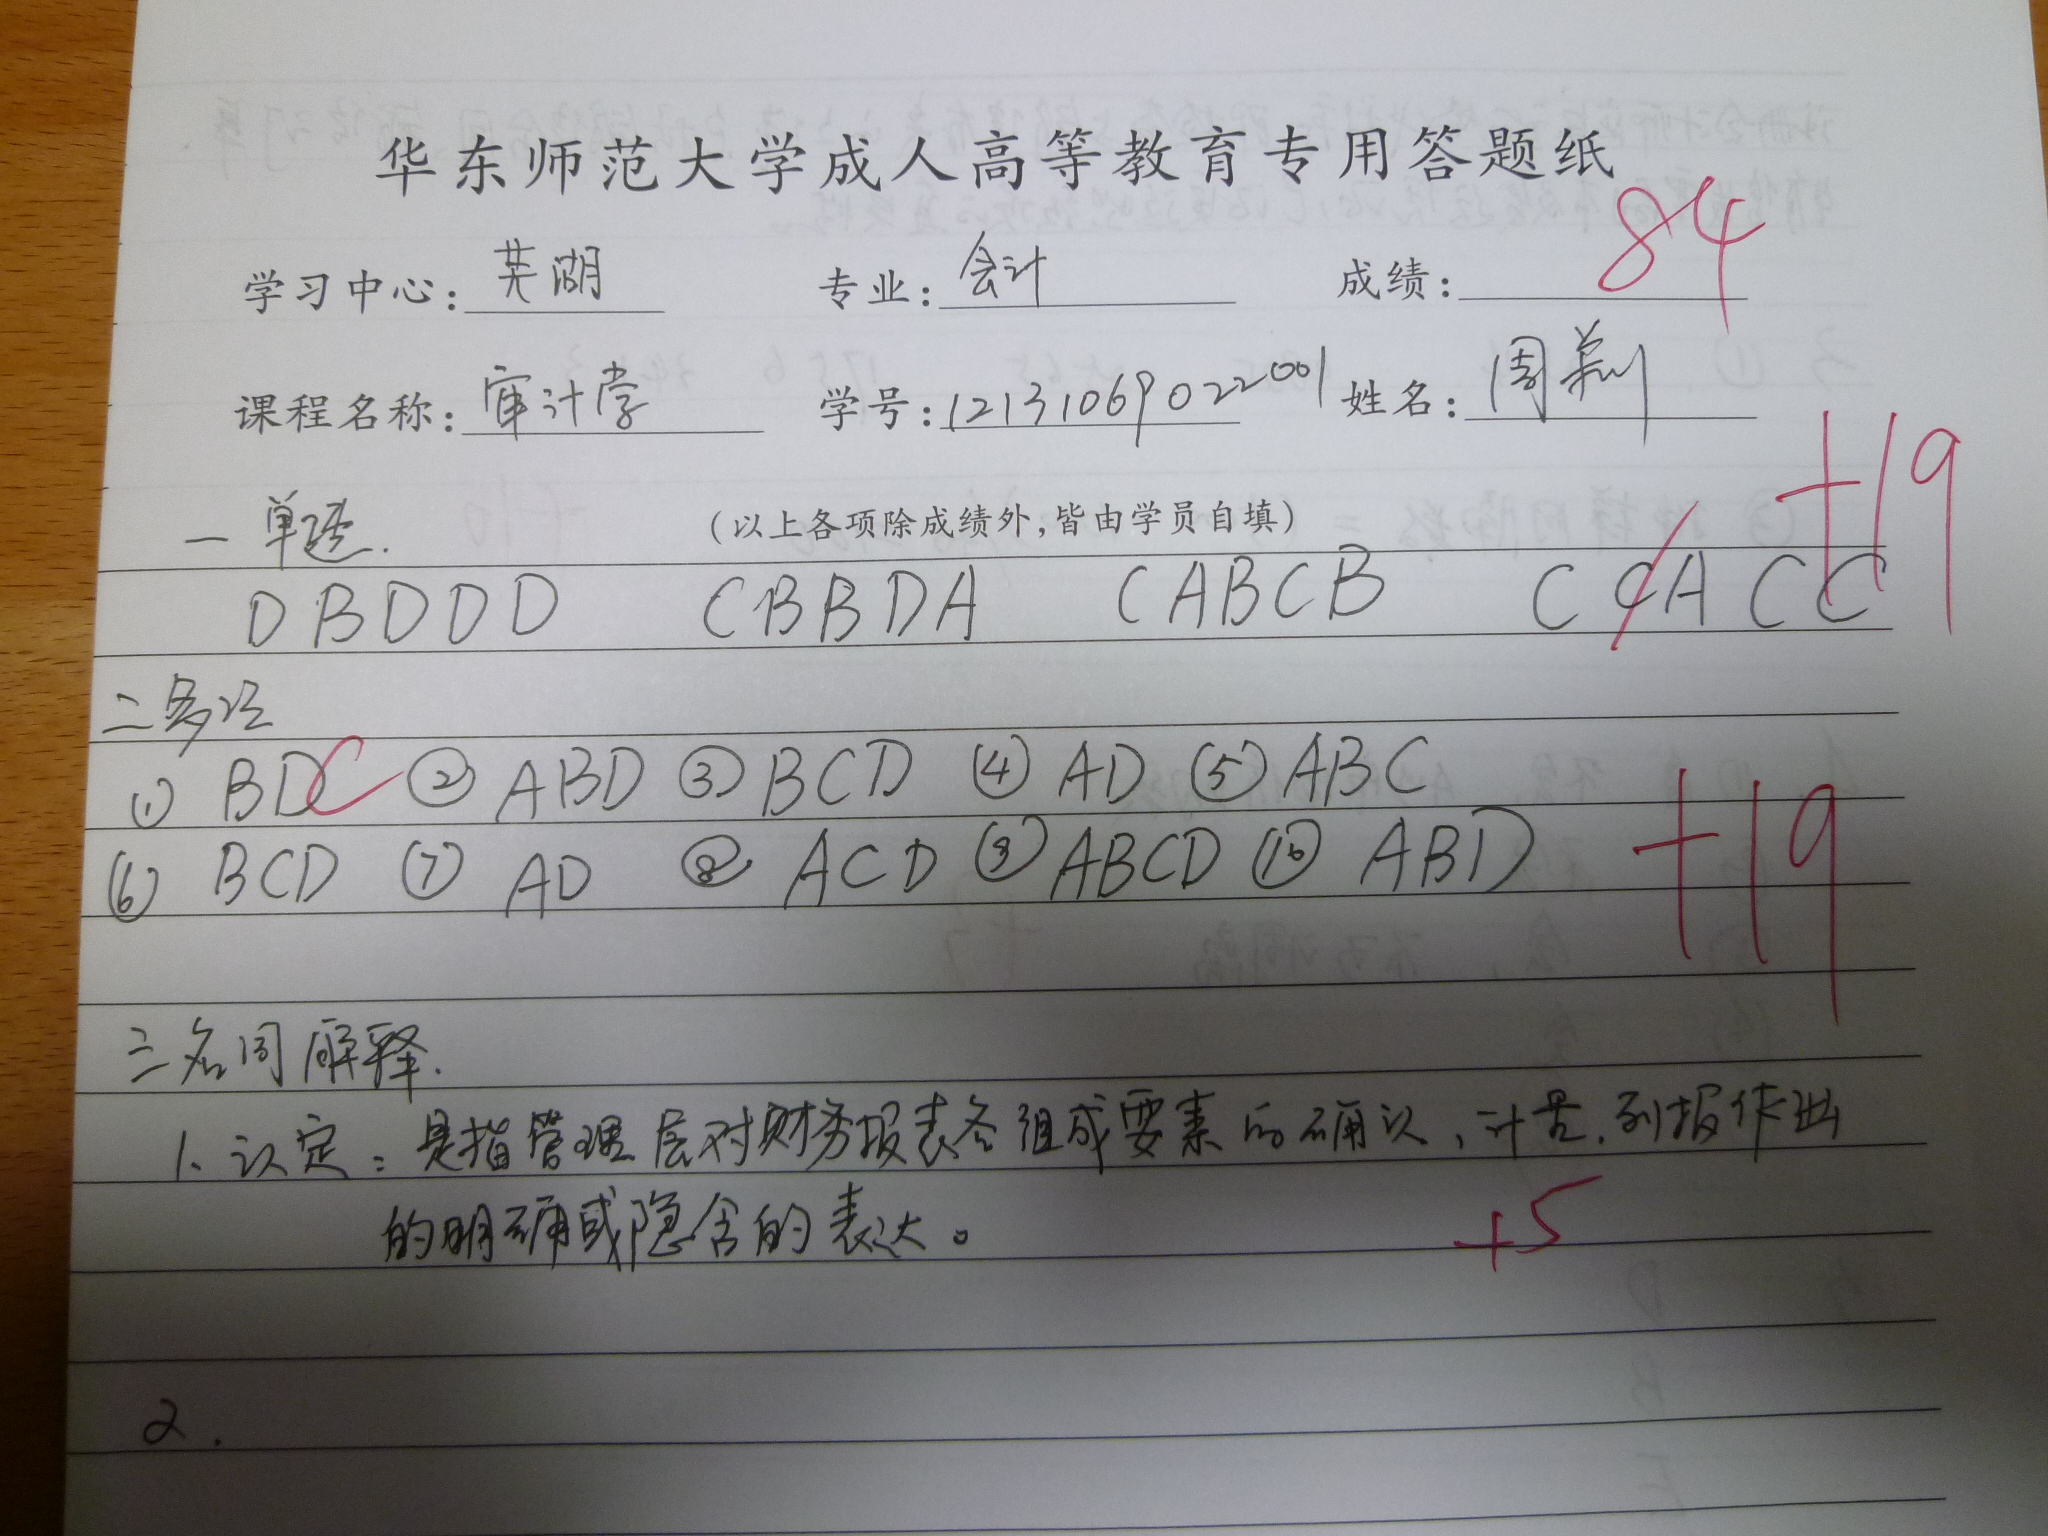 华东师范大学成人高等教育专用答题纸
学习中心: 芜湖 专业: 会计 成绩: 84
课程名称: 审计学 学号: 12131069022001 姓名: 周
一 单选. (以上各项除成绩外,皆由学员自填) +19
D B D D D C B B D A C A B C B C C A C C
二 多选
① BDC ② ABD ③ BCD ④ AD ⑤ ABC
⑥ BCD ⑦ AD ⑧ ACD ⑨ ABCD ⑩ ABD +19
三 名词解释.
1、认定:是指管理层对财务报表各组成要素的确认、计量、列报作出
的明确或隐含的表达。 +5
2.